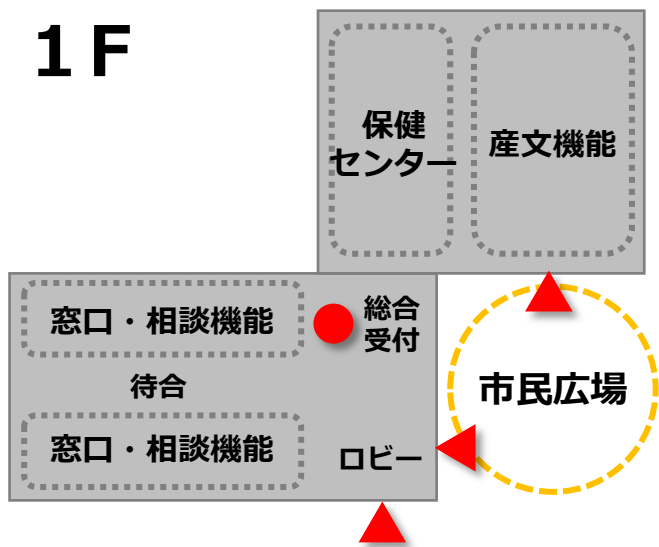 １Ｆ
保健
センター
産文機能
窓口・相談機能
総合
受付
待合
市民広場
窓口・相談機能
ロビー